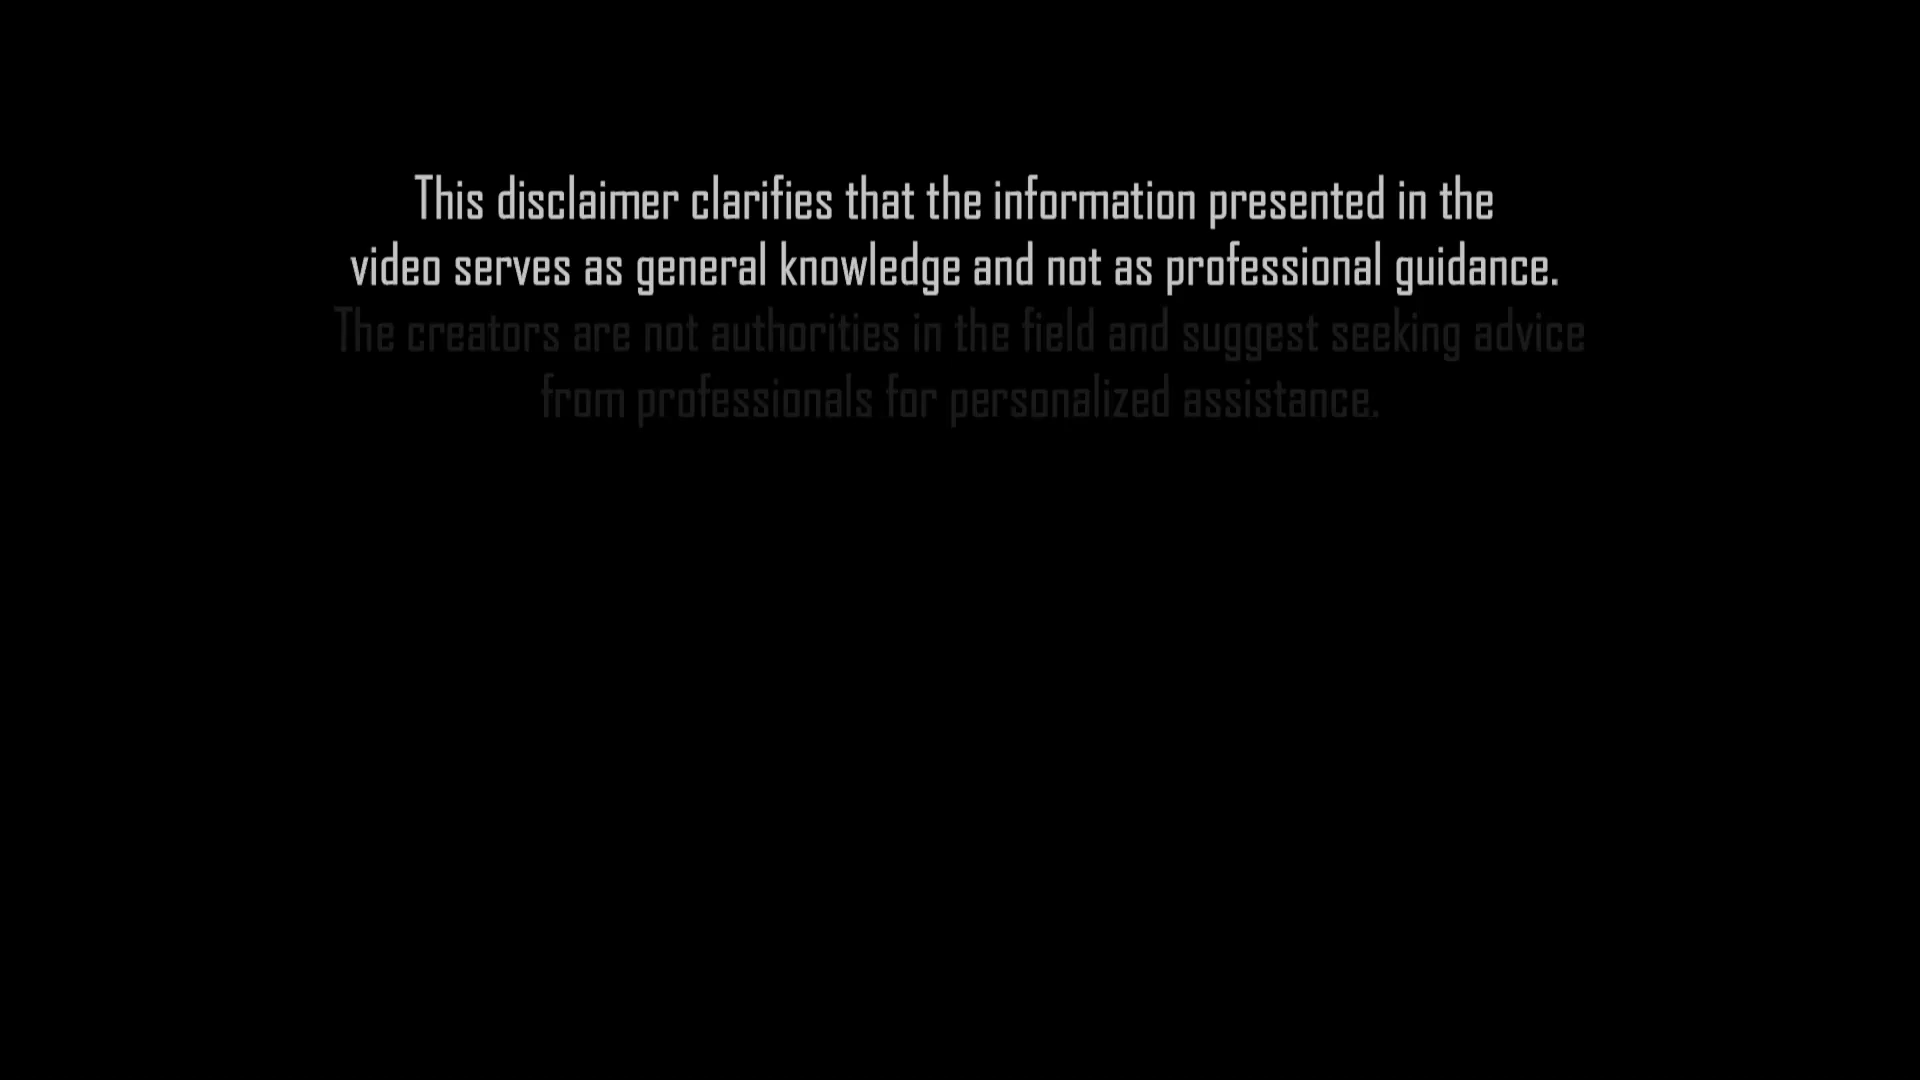 This disclaimer clarifies that the information presented in the
video serves as general knowledge and not as professional guidance.
The creators are not authorities in the field and suggest seeking advice
from professionals for personalized assistance.